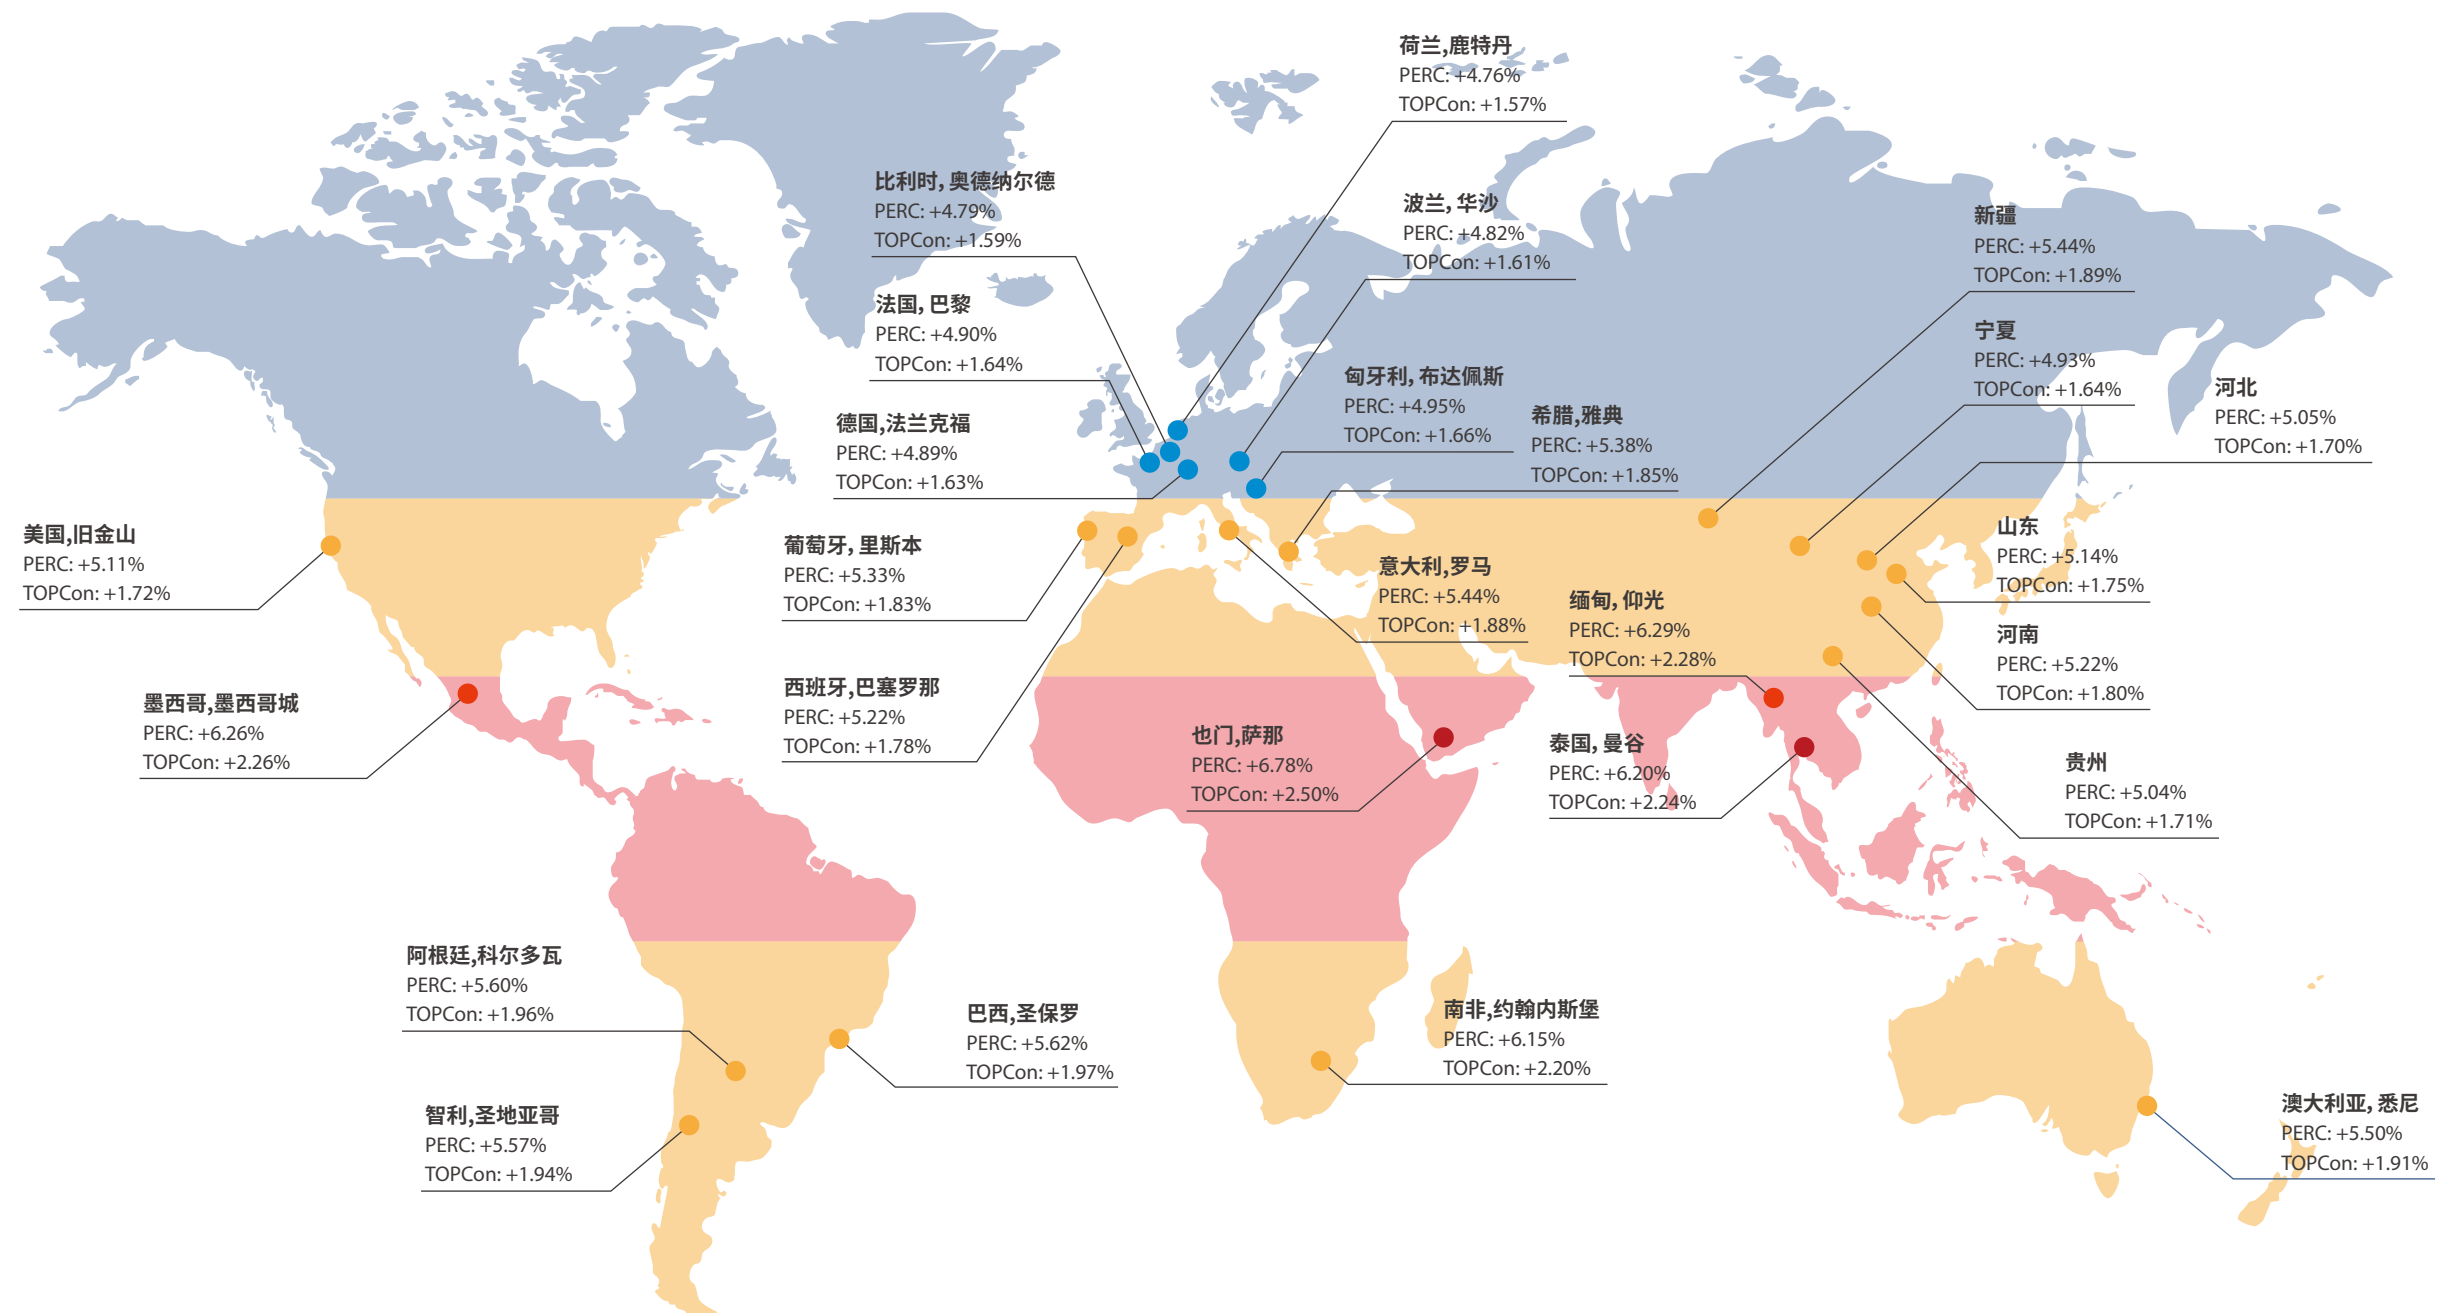 荷兰,鹿特丹
PERC: +4.76%
TOPCon: +1.57%
比利时, 奥德纳尔德
PERC: +4.79%
TOPCon: +1.59%
波兰, 华沙
PERC: +4.82%
TOPCon: +1.61%
新疆
PERC: +5.44%
TOPCon: +1.89%
法国, 巴黎
PERC: +4.90%
TOPCon: +1.64%
宁夏
PERC: +4.93%
TOPCon: +1.64%
匈牙利, 布达佩斯
PERC: +4.95%
TOPCon: +1.66%
河北
PERC: +5.05%
TOPCon: +1.70%
德国,法兰克福
PERC: +4.89%
TOPCon: +1.63%
希腊,雅典
PERC: +5.38%
TOPCon: +1.85%
美国,旧金山
PERC: +5.11%
TOPCon: +1.72%
葡萄牙, 里斯本
PERC: +5.33%
TOPCon: +1.83%
意大利,罗马
PERC: +5.44%
TOPCon: +1.88%
山东
PERC: +5.14%
TOPCon: +1.75%
缅甸, 仰光
PERC: +6.29%
TOPCon: +2.28%
河南
PERC: +5.22%
TOPCon: +1.80%
墨西哥,墨西哥城
PERC: +6.26%
TOPCon: +2.26%
西班牙,巴塞罗那
PERC: +5.22%
TOPCon: +1.78%
也门,萨那
PERC: +6.78%
TOPCon: +2.50%
泰国, 曼谷
PERC: +6.20%
TOPCon: +2.24%
贵州
PERC: +5.04%
TOPCon: +1.71%
阿根廷,科尔多瓦
PERC: +5.60%
TOPCon: +1.96%
巴西,圣保罗
PERC: +5.62%
TOPCon: +1.97%
南非,约翰内斯堡
PERC: +6.15%
TOPCon: +2.20%
智利,圣地亚哥
PERC: +5.57%
TOPCon: +1.94%
澳大利亚, 悉尼
PERC: +5.50%
TOPCon: +1.91%